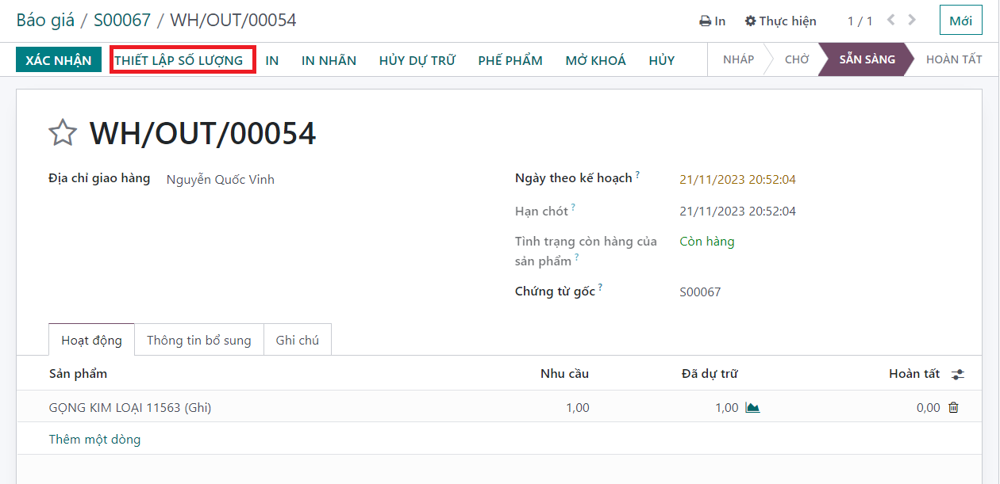 Báo giá / S00067 / WH/OUT/00054
In
Thực hiện
1 / 1
Mới
XÁC NHẬN
THIẾT LẬP SỐ LƯỢNG
IN
IN NHÃN
HỦY DỰ TRỮ
PHẾ PHẨM
MỞ KHOÁ
HỦY
NHÁP
CHỜ
SẴN SÀNG
HOÀN TẤT
WH/OUT/00054
Địa chỉ giao hàng Nguyễn Quốc Vinh
Ngày theo kế hoạch ? 21/11/2023 20:52:04
Hạn chót ? 21/11/2023 20:52:04
Tình trạng còn hàng của
sản phẩm ?
Còn hàng
Chứng từ gốc ? S00067
Hoạt động
Thông tin bổ sung
Ghi chú
Sản phẩm Nhu cầu Đã dự trữ Hoàn tất
GỌNG KIM LOẠI 11563 (Ghi) 1,00 1,00 0,00
Thêm một dòng